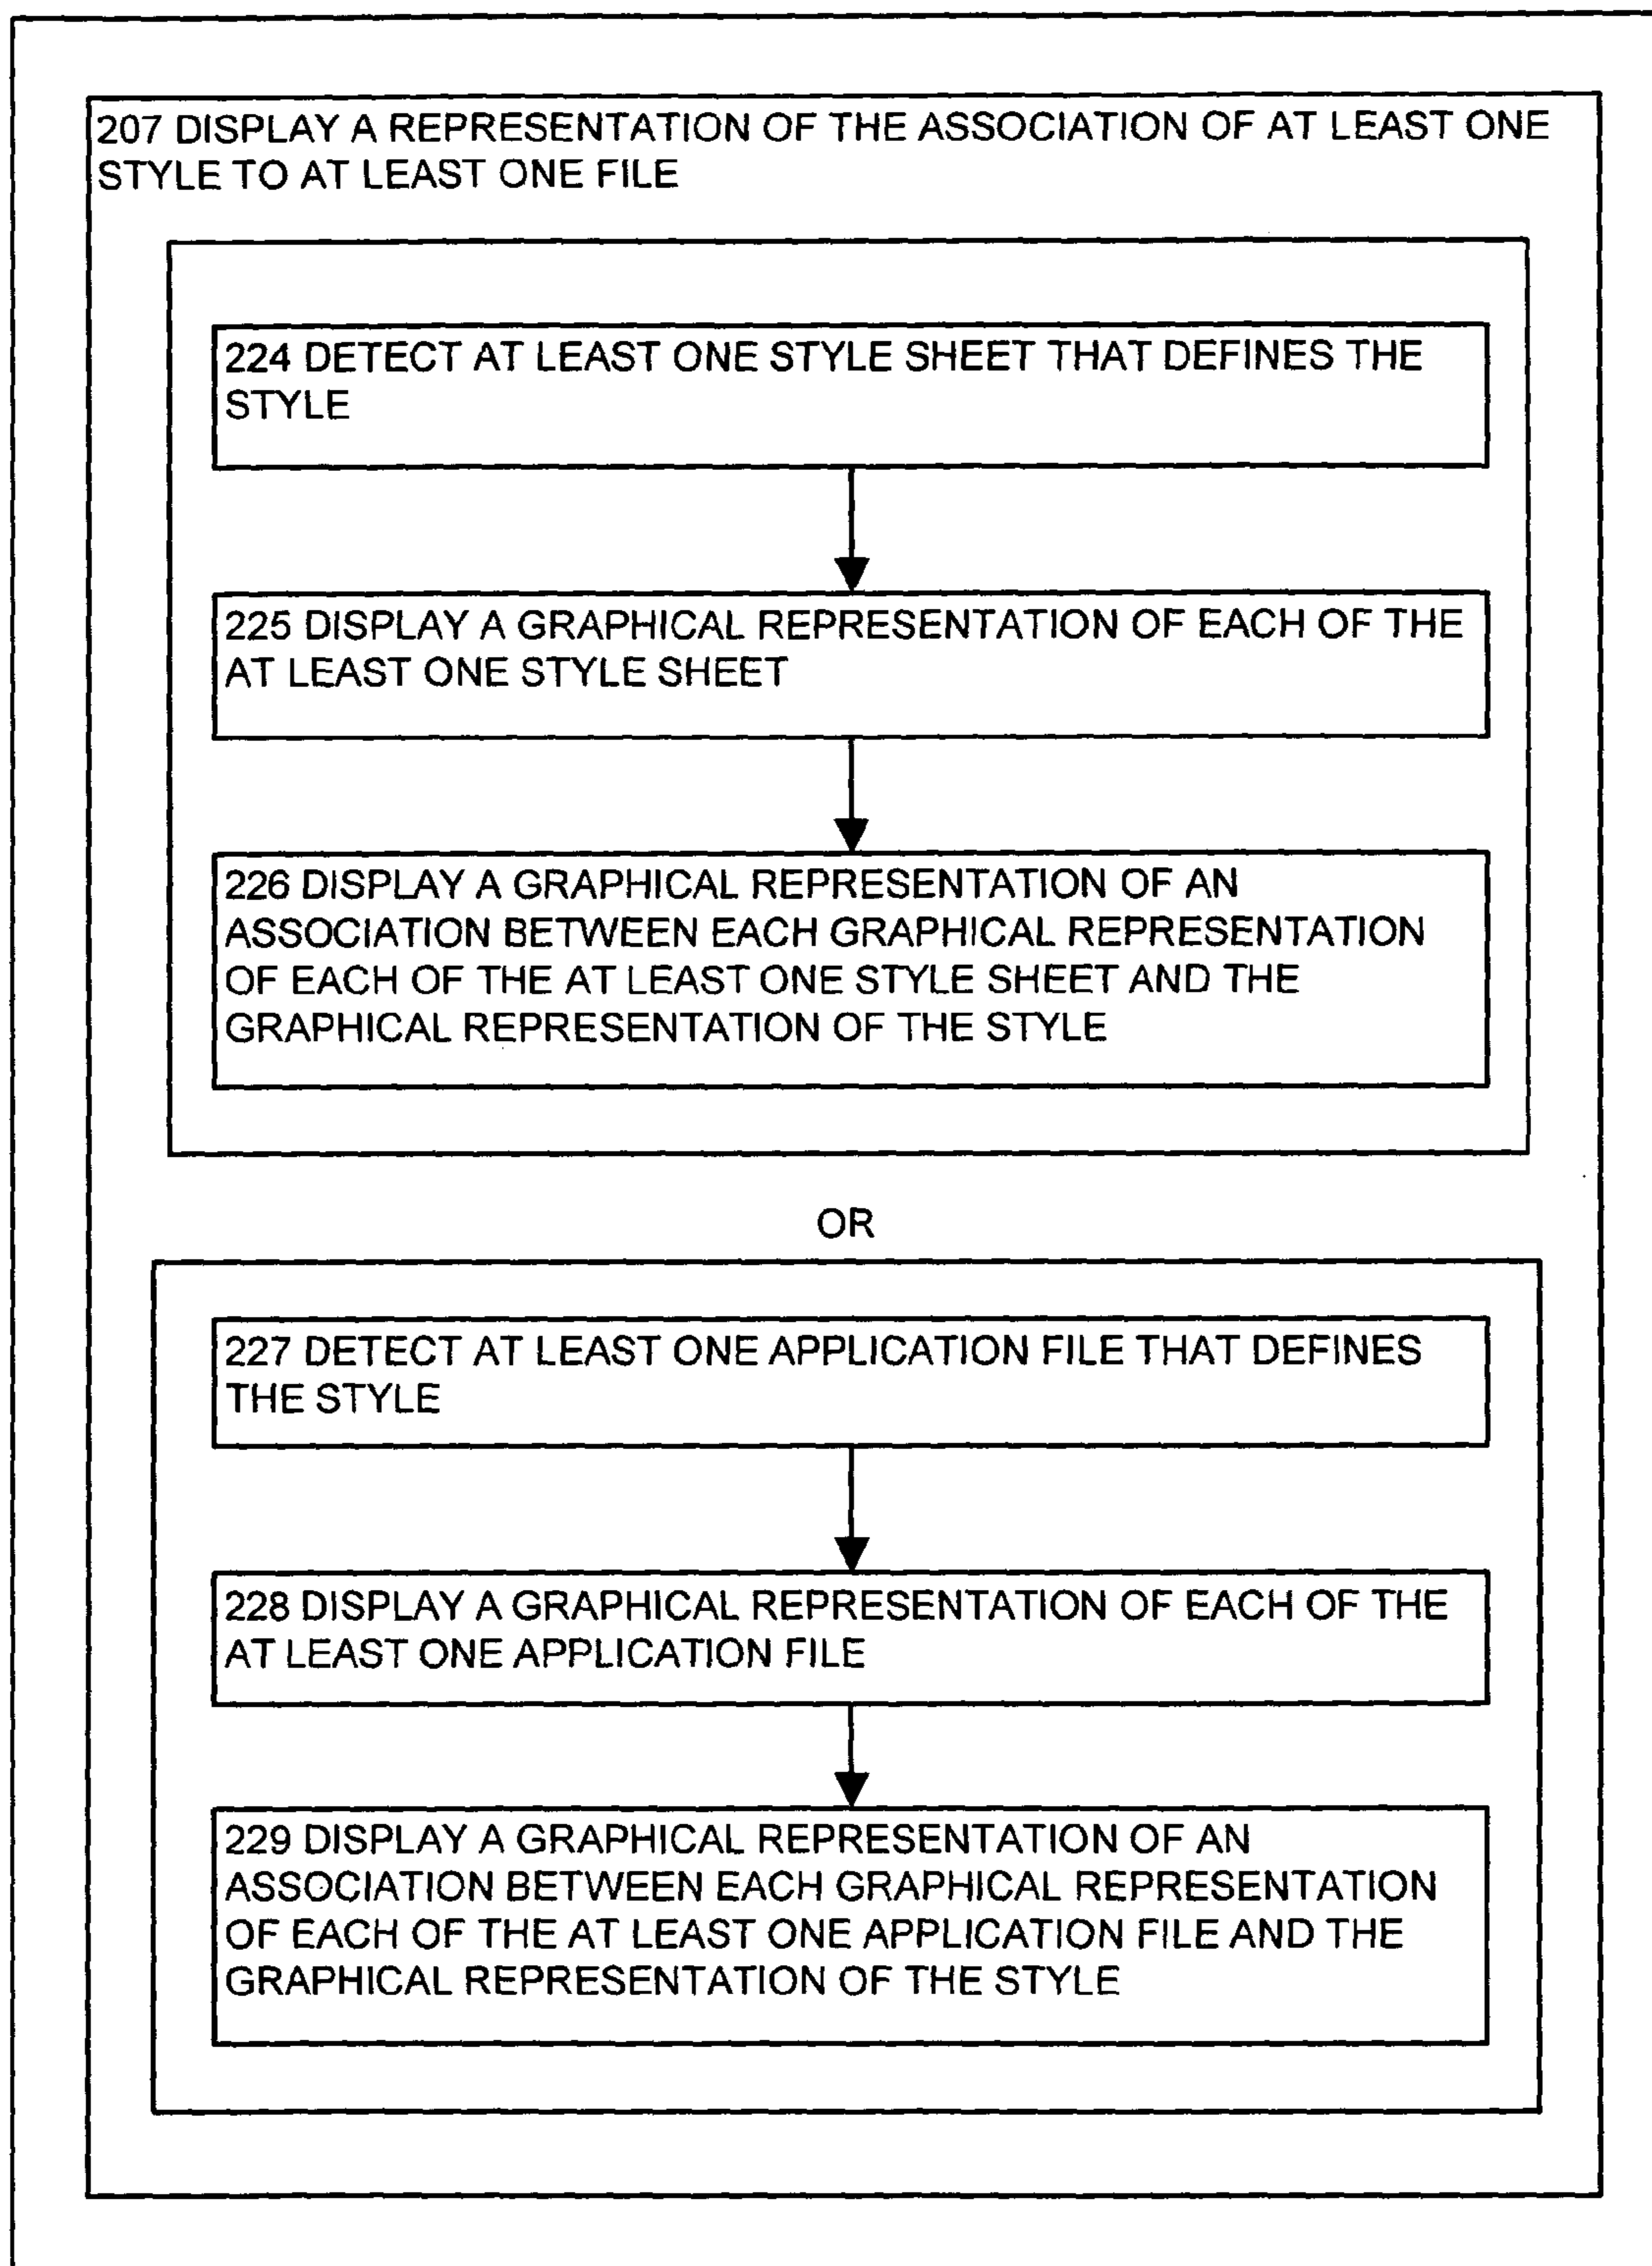 207 DISPLAY A REPRESENTATION OF THE ASSOCIATION OF AT LEAST ONE
STYLE TO AT LEAST ONE FILE
224 DETECT AT LEAST ONE STYLE SHEET THAT DEFINES THE
STYLE
225 DISPLAY A GRAPHICAL REPRESENTATION OF EACH OF THE
AT LEAST ONE STYLE SHEET
226 DISPLAY A GRAPHICAL REPRESENTATION OF AN
ASSOCIATION BETWEEN EACH GRAPHICAL REPRESENTATION
OF EACH OF THE AT LEAST ONE STYLE SHEET AND THE
GRAPHICAL REPRESENTATION OF THE STYLE
OR
227 DETECT AT LEAST ONE APPLICATION FILE THAT DEFINES
THE STYLE
228 DISPLAY A GRAPHICAL REPRESENTATION OF EACH OF THE
AT LEAST ONE APPLICATION FILE
229 DISPLAY A GRAPHICAL REPRESENTATION OF AN
ASSOCIATION BETWEEN EACH GRAPHICAL REPRESENTATION
OF EACH OF THE AT LEAST ONE APPLICATION FILE AND THE
GRAPHICAL REPRESENTATION OF THE STYLE